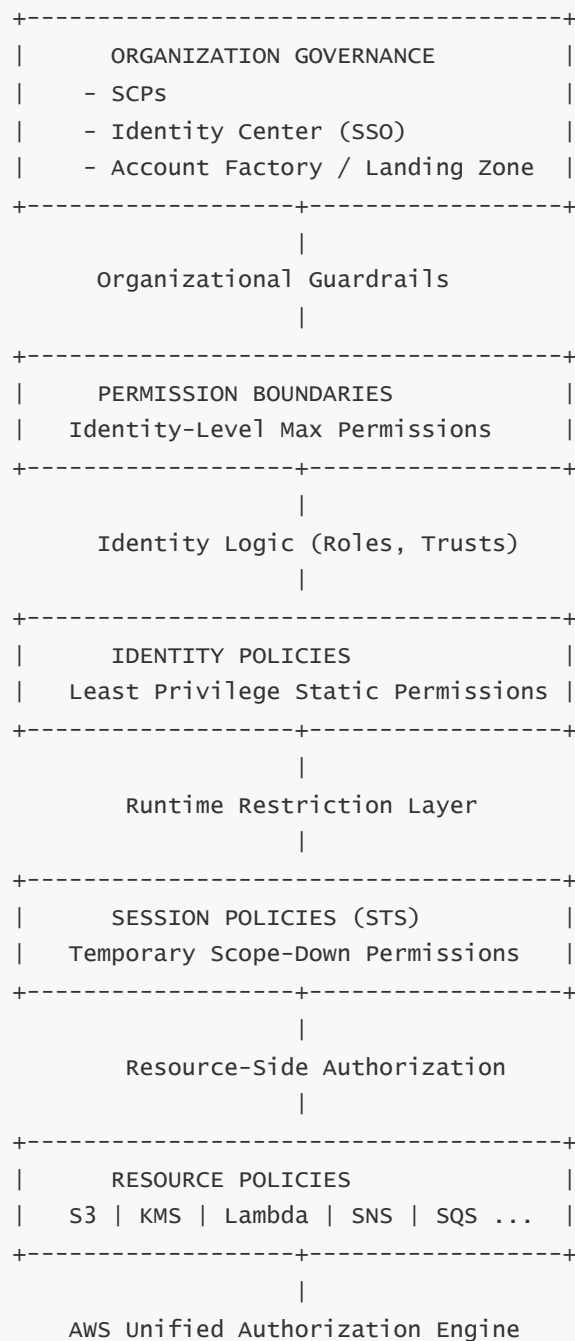 +--------------------------------------+
|      ORGANIZATION GOVERNANCE         |
|    - SCPs                            |
|    - Identity Center (SSO)           |
|    - Account Factory / Landing Zone  |
+-------------------+------------------+
                    |
     Organizational Guardrails
                    |
+--------------------------------------+
|     PERMISSION BOUNDARIES            |
|   Identity-Level Max Permissions     |
+-------------------+------------------+
                    |
     Identity Logic (Roles, Trusts)
                    |
+--------------------------------------+
|      IDENTITY POLICIES               |
|   Least Privilege Static Permissions |
+-------------------+------------------+
                    |
       Runtime Restriction Layer
                    |
+--------------------------------------+
|      SESSION POLICIES (STS)          |
|   Temporary Scope-Down Permissions   |
+-------------------+------------------+
                    |
       Resource-Side Authorization
                    |
+--------------------------------------+
|      RESOURCE POLICIES               |
|   S3 | KMS | Lambda | SNS | SQS ...  |
+-------------------+------------------+
                    |
   AWS Unified Authorization Engine